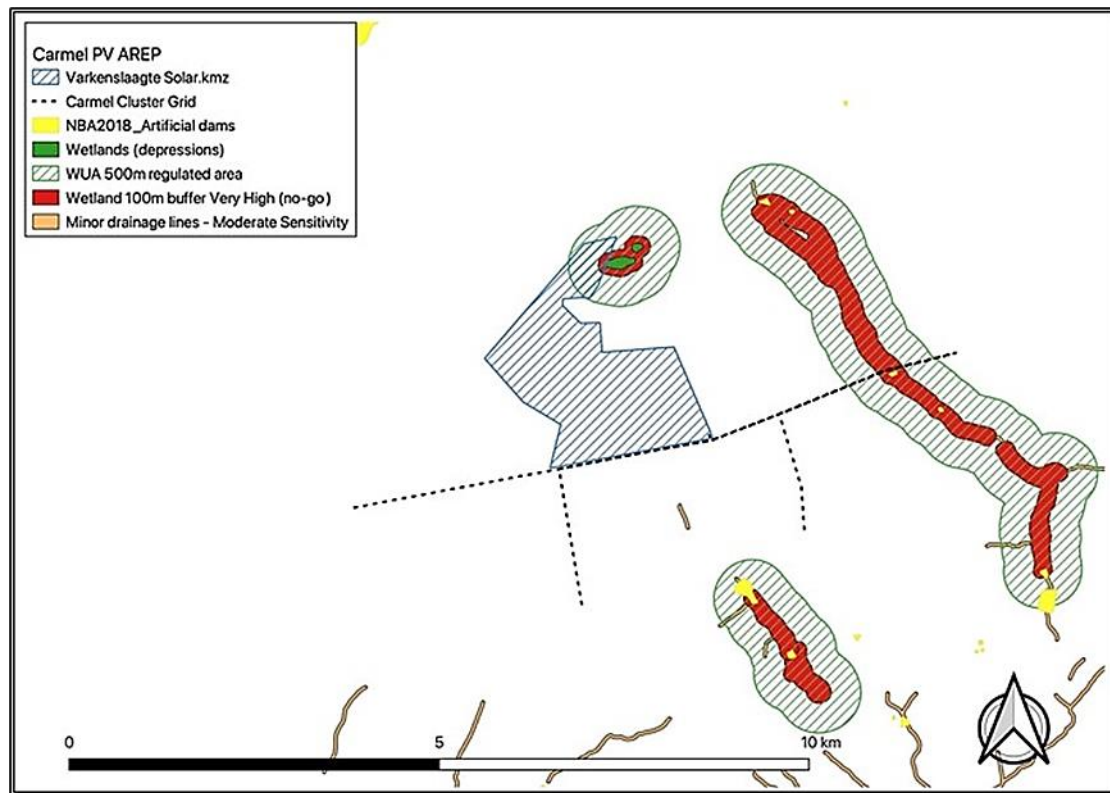 Carmel PV AREP
Varkenslaagte Solar.kmz
Carmel Cluster Grid
NBA2018_Artificial dams
Wetlands (depressions)
WUA 500m regulated area
Wetland 100m buffer Very High (no-go)
Minor drainage lines - Moderate Sensitivity
0 5 10 km